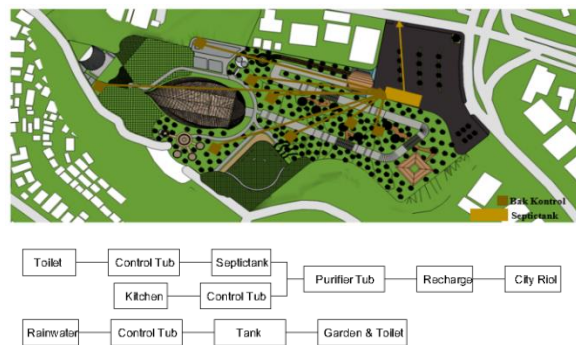 Bak Kontrol
Septictank
Toilet Control Tub Septictank
Purifier Tub Recharge City Riol
Kitchen Control Tub
Rainwater Control Tub Tank Garden & Toilet